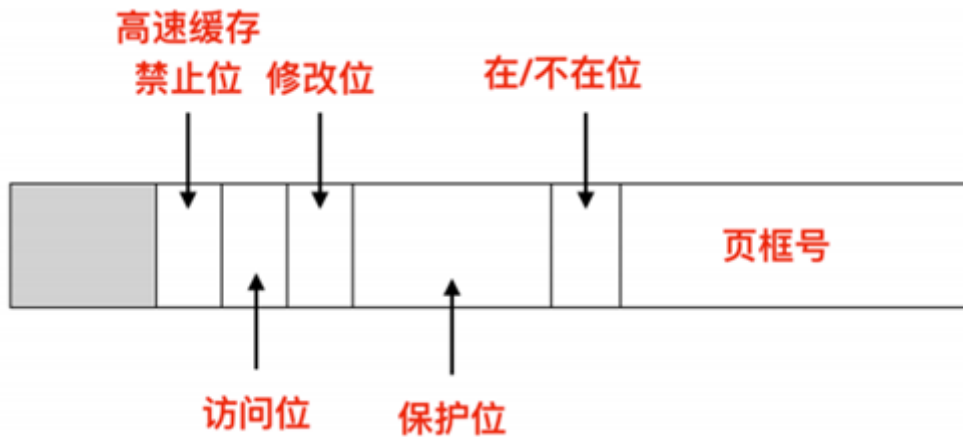 高速缓存
禁止位
修改位
在/不在位
页框号
访问位
保护位